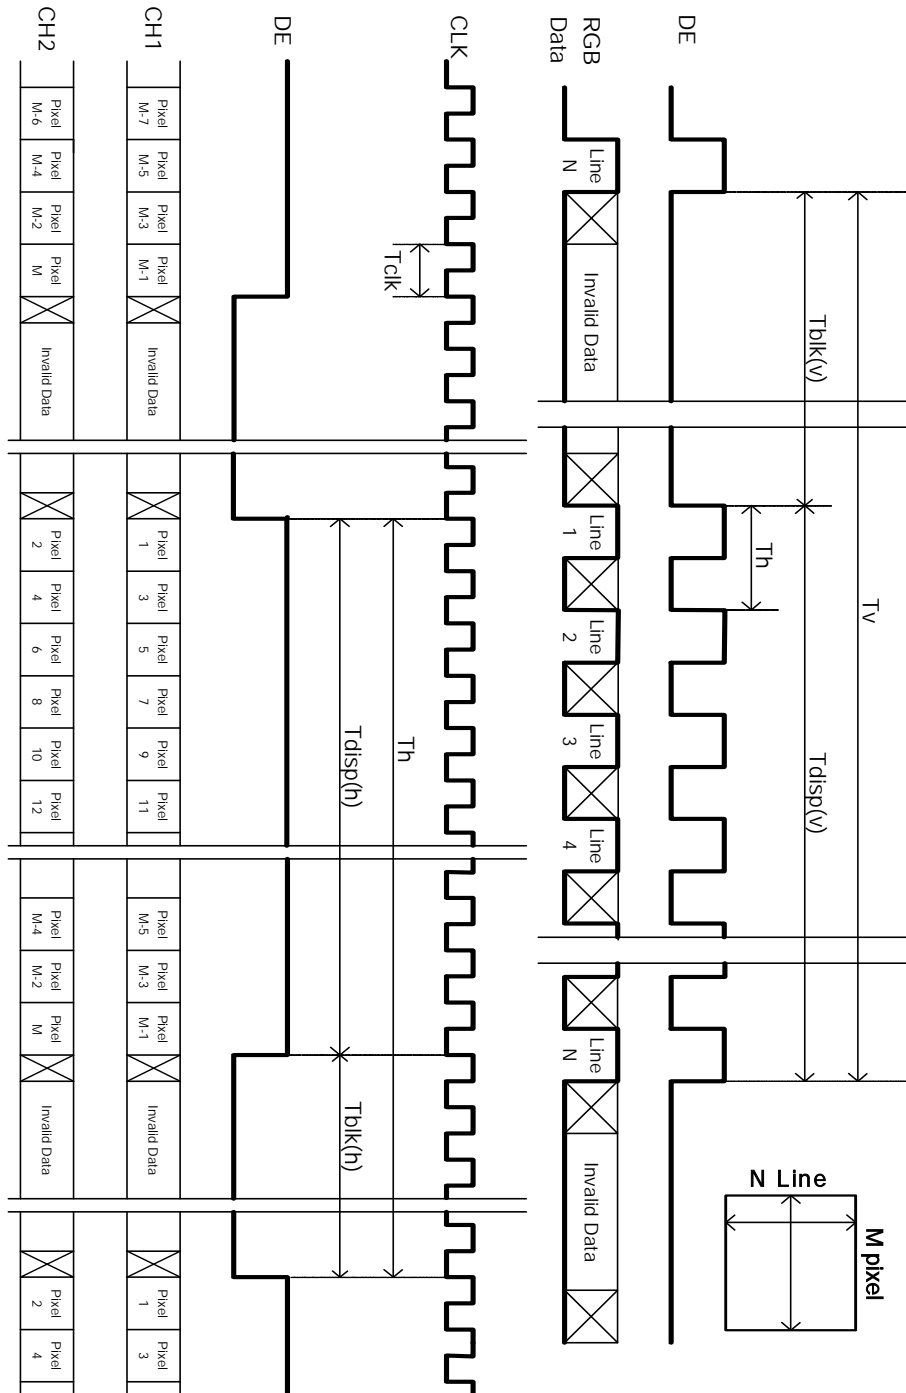 Tv
Tblk(v)
Tdisp(v)
Th
DE
RGB
Data
Line
N
Invalid Data
Line
1
Line
2
Line
3
Line
4
Line
N
Invalid Data
M pixel
N Line
CLK
Tclk
Th
Tdisp(h)
Tblk(h)
DE
CH1
Pixel
M-7
Pixel
M-5
Pixel
M-3
Pixel
M-1
Invalid Data
Pixel
1
Pixel
3
Pixel
5
Pixel
7
Pixel
9
Pixel
11
Pixel
M-5
Pixel
M-3
Pixel
M-1
Invalid Data
Pixel
1
Pixel
3
CH2
Pixel
M-6
Pixel
M-4
Pixel
M-2
Pixel
M
Invalid Data
Pixel
2
Pixel
4
Pixel
6
Pixel
8
Pixel
10
Pixel
12
Pixel
M-4
Pixel
M-2
Pixel
M
Invalid Data
Pixel
2
Pixel
4